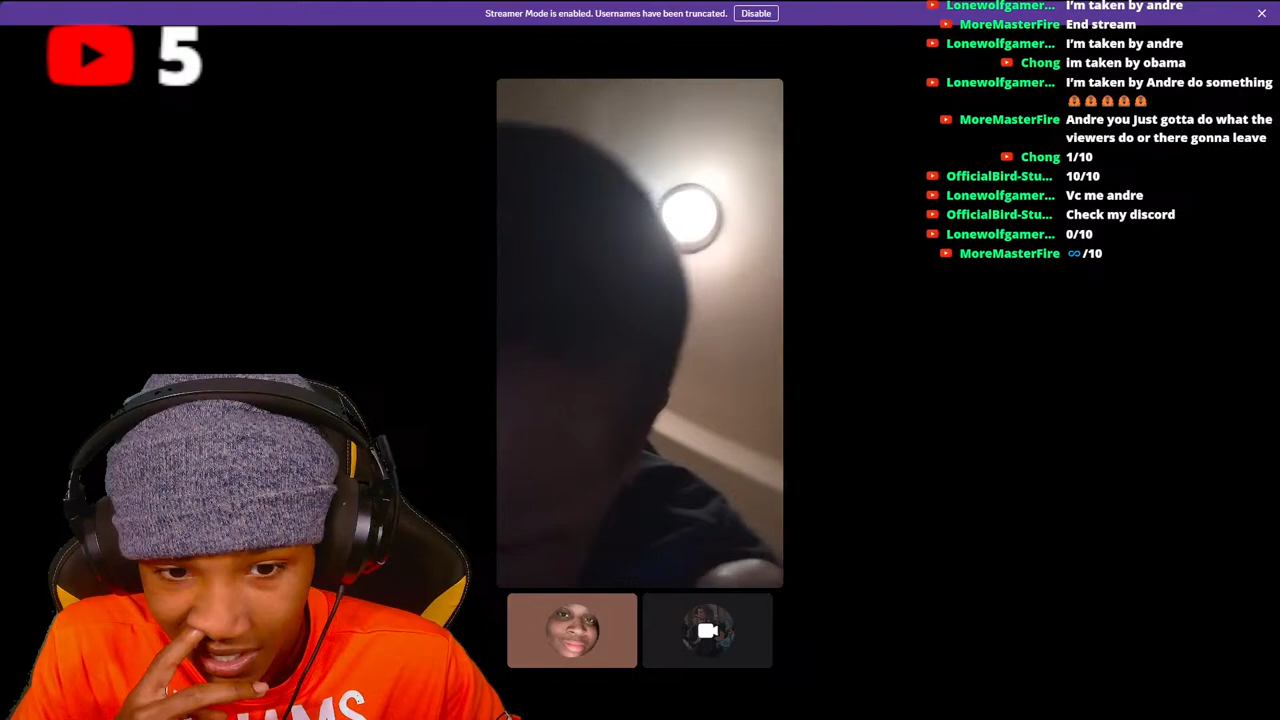 Streamer Mode is enabled. Usernames have been truncated. Disable
5
Lonewolfgamer... I'm taken by andre
MoreMasterFire End stream
Lonewolfgamer... I'm taken by andre
Chong im taken by obama
Lonewolfgamer... I'm taken by Andre do something
MoreMasterFire Andre you Just gotta do what the
viewers do or there gonna leave
Chong 1/10
OfficialBird-Stu... 10/10
Lonewolfgamer... Vc me andre
OfficialBird-Stu... Check my discord
Lonewolfgamer... 0/10
MoreMasterFire ∞/10